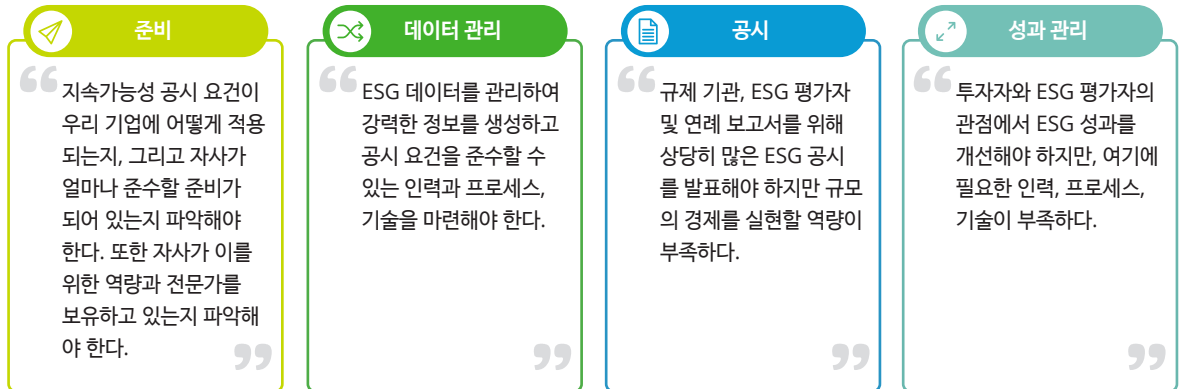 준비
“
지속가능성 공시 요건이
우리 기업에 어떻게 적용
되는지, 그리고 자사가
얼마나 준수할 준비가
되어 있는지 파악해야
한다. 또한 자사가 이를
위한 역량과 전문가를
보유하고 있는지 파악해
야 한다.
”
데이터 관리
“
ESG 데이터를 관리하여
강력한 정보를 생성하고
공시 요건을 준수할 수
있는 인력과 프로세스,
기술을 마련해야 한다.
”
공시
“
규제 기관, ESG 평가자
및 연례 보고서를 위해
상당히 많은 ESG 공시
를 발표해야 하지만 규모
의 경제를 실현할 역량이
부족하다.
”
성과 관리
“
투자자와 ESG 평가자의
관점에서 ESG 성과를
개선해야 하지만, 여기에
필요한 인력, 프로세스,
기술이 부족하다.
”